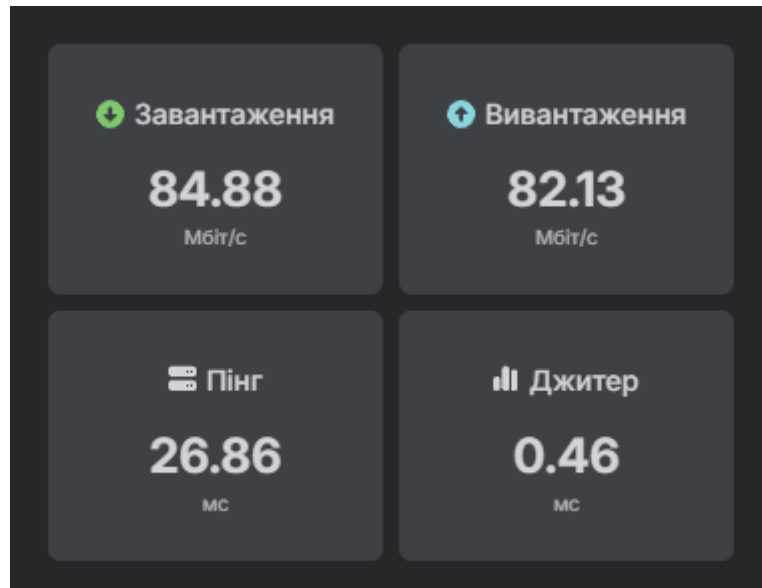 Завантаження
84.88
Мбіт/с
Вивантаження
82.13
Мбіт/с
Пінг
26.86
мс
Джитер
0.46
мс